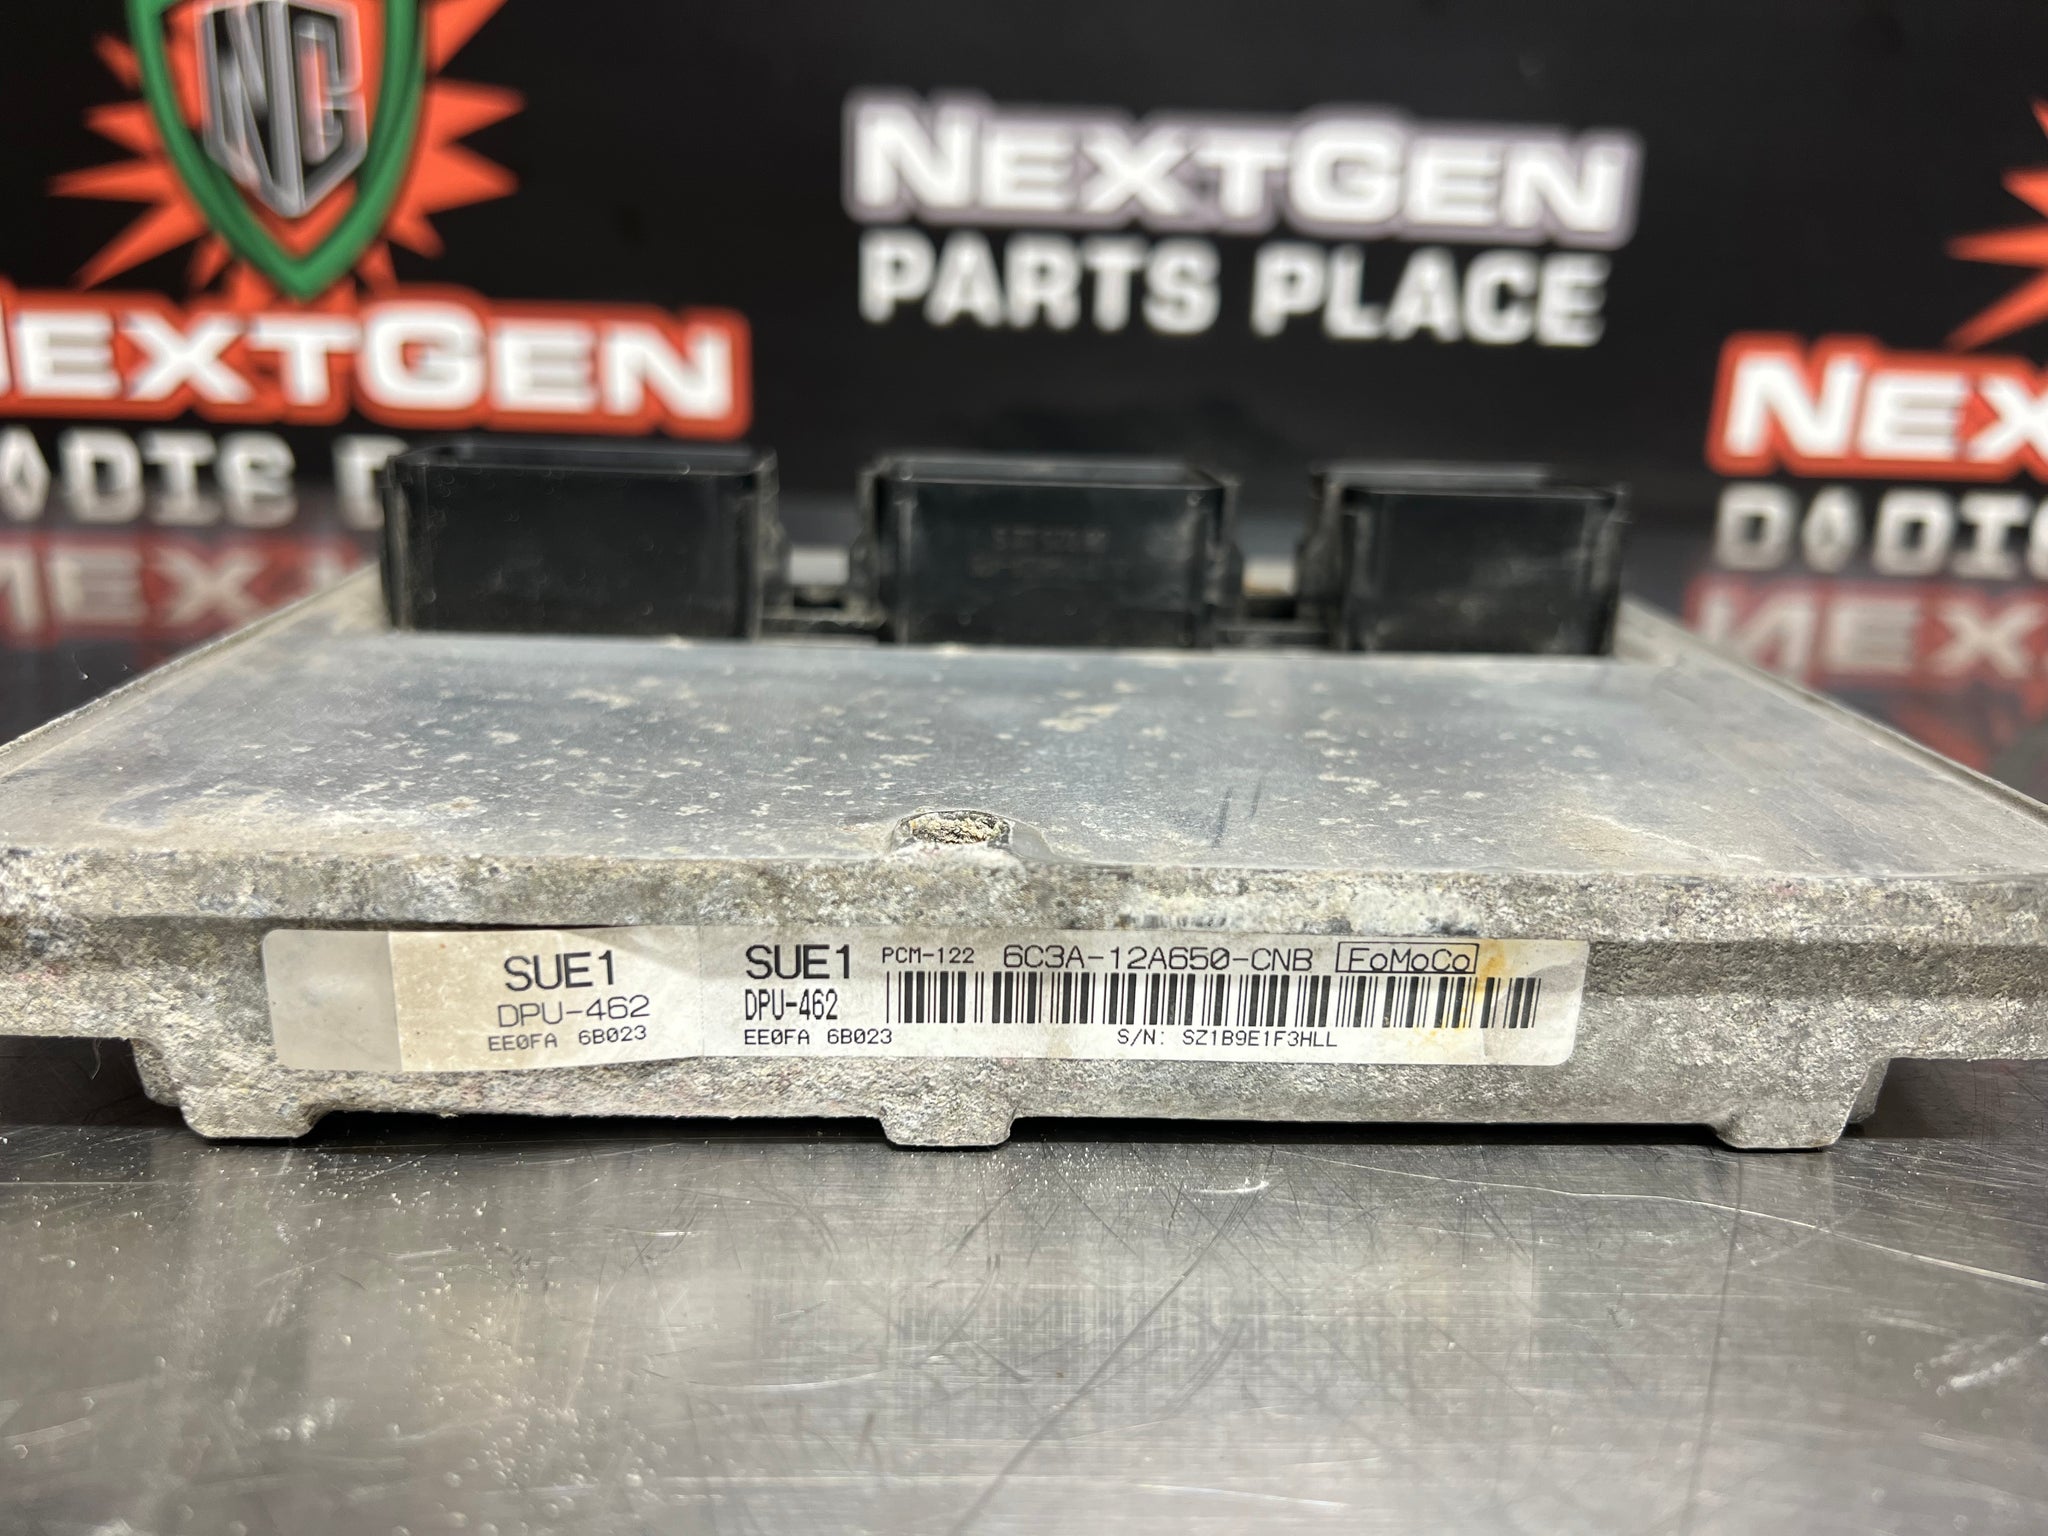 NC
NEXTGEN
PARTS PLACE
NEXTGEN
SUE1
DPU-462
EE0FA 6B023
SUE1 PCM-122 6C3A-12A650-CNB FoMoCo
DPU-462
EE0FA 6B023 S/N: SZ1B9E1F3HLL